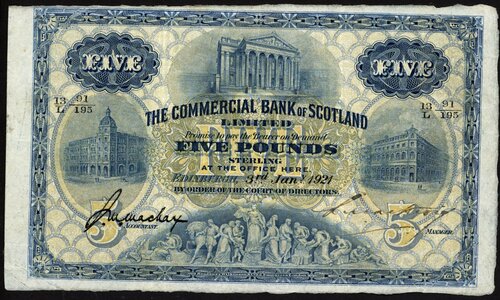 FIVE
FIVE
13 91
L 195
13 91
L 195
THE COMMERCIAL BANK OF SCOTLAND
LIMITED
Promise to pay the Bearer on Demand
FIVE POUNDS
STERLING
AT THE OFFICE HERE
EDINBURGH, 3rd Jany 1921
BY ORDER OF THE COURT OF DIRECTORS.
5
ACCOUNTANT
5
MANAGER